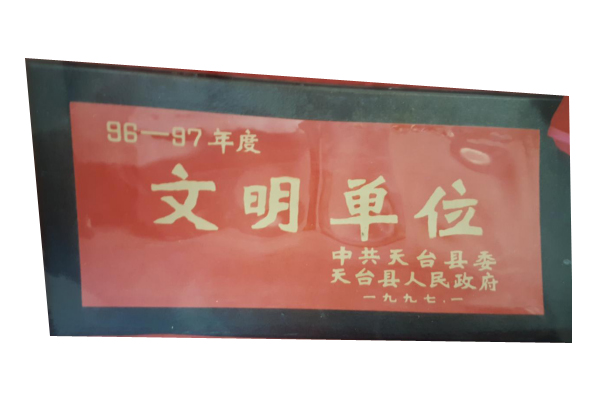 96—97年度
文明单位
中共天台县委
天台县人民政府
一九九七.一